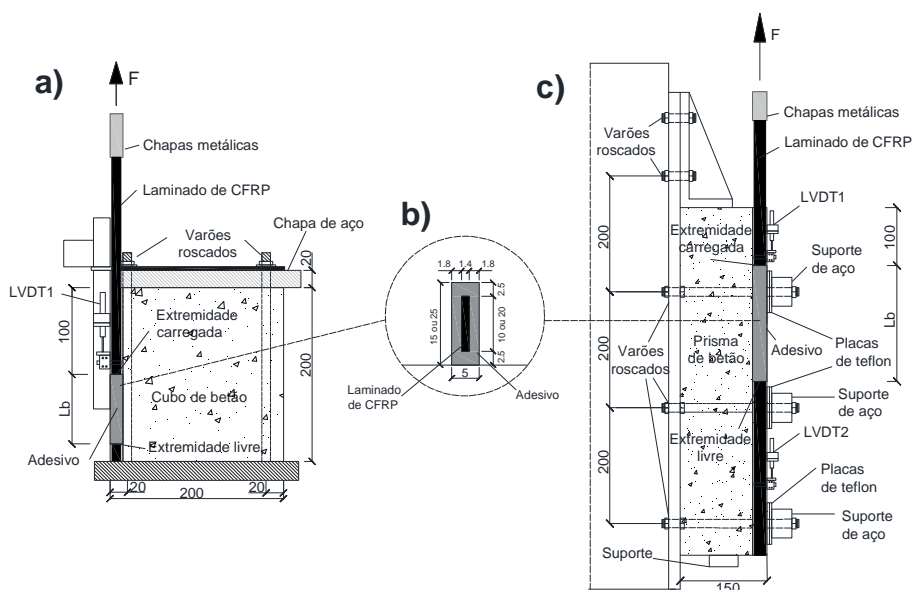 a)
F
Chapas metálicas
Laminado de CFRP
Chapa de aço
Varões
roscados
20
LVDT1
100
Extremidade
carregada
200
Lb
Cubo de betão
Extremidade livre
Adesivo
20
20
200
b)
1.8
1.4
1.8
15 ou 25
2.5
10 ou 20
2.5
Laminado
de CFRP
5
Adesivo
c)
F
Chapas metálicas
Laminado de CFRP
Varões
roscados
LVDT1
200
Extremidade
carregada
100
Suporte
de aço
Lb
200
Varões
roscados
Prisma
de betão
Adesivo
Placas
de teflon
Suporte
de aço
Extremidade
livre
LVDT2
200
Placas
de teflon
Suporte
de aço
Suporte
150